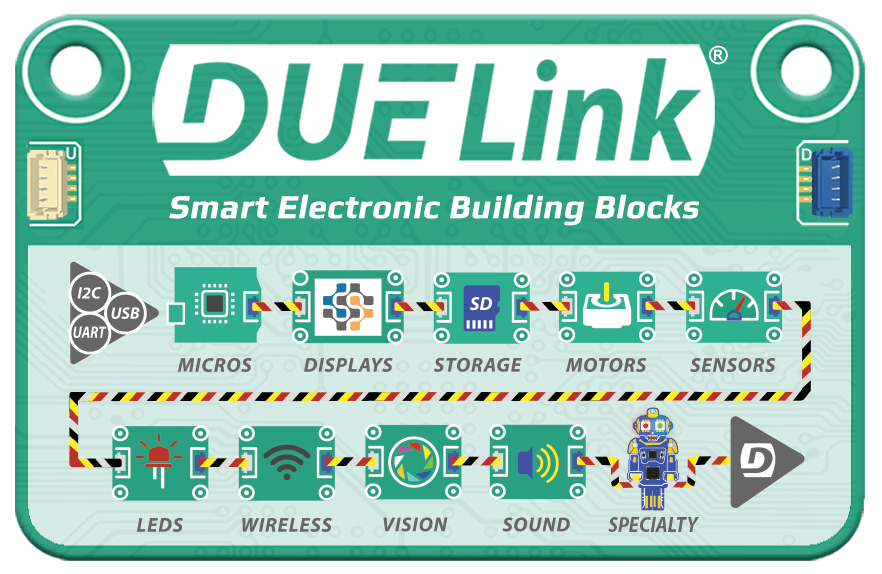 DUELink®
U
D
Smart Electronic Building Blocks
I2C
USB
UART
SD
MICROS DISPLAYS STORAGE MOTORS SENSORS
D
LEDS WIRELESS VISION SOUND SPECIALTY